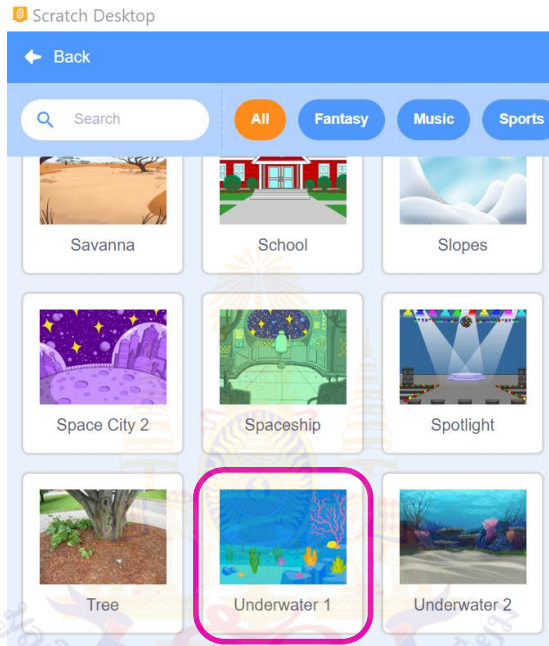 Scratch Desktop
Back
Search All Fantasy Music Sports
Savanna School Slopes
Space City 2 Spaceship Spotlight
Tree Underwater 1 Underwater 2